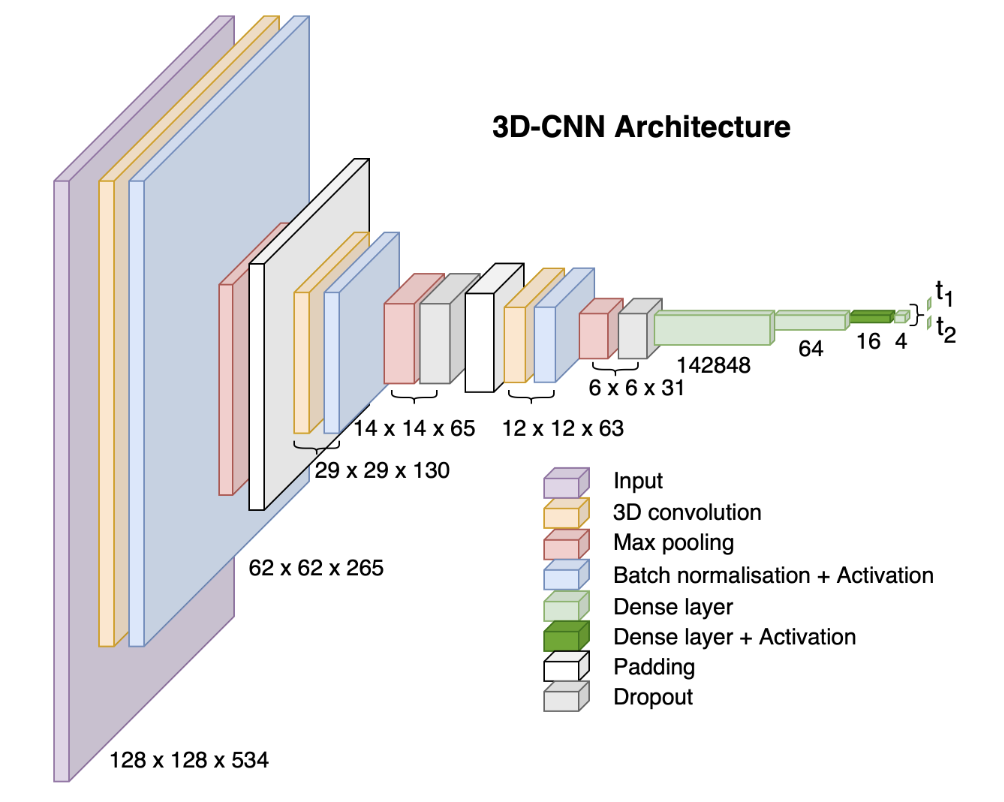 3D-CNN Architecture
t1
t2
142848
64
16
4
6 x 6 x 31
14 x 14 x 65
12 x 12 x 63
29 x 29 x 130
62 x 62 x 265
128 x 128 x 534
Input
3D convolution
Max pooling
Batch normalisation + Activation
Dense layer
Dense layer + Activation
Padding
Dropout